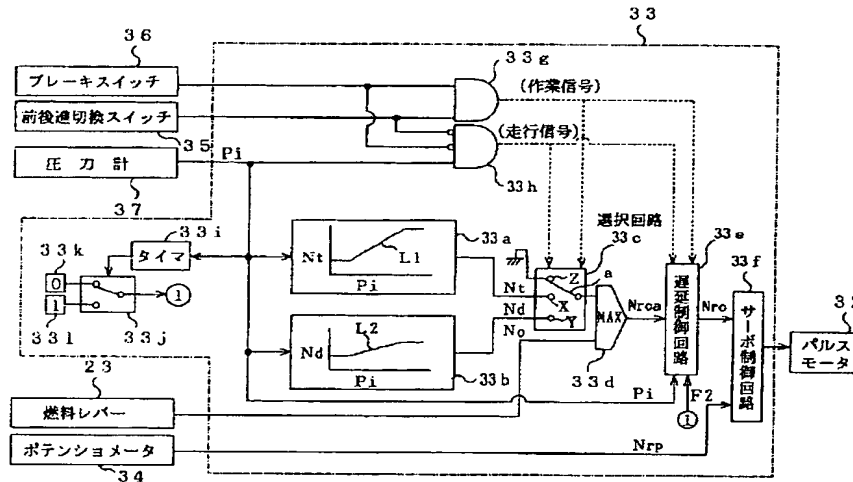 36
ブレーキスイッチ
前後進切換スイッチ
35
圧力計
37
Pi
33
33g
(作業信号)
(走行信号)
33h
33i
タイマ
33k
0
1
33l
33j
①
Nt
L1
Pi
33a
Nd
L2
Pi
33b
選択回路
33c
a
Z
X
Y
Nt
Nd
No
MAX
33d
Nroa
33e
遅延制御回路
Nro
33f
サーボ制御回路
32
パルスモータ
Pi
F2
①
23
燃料レバー
ポテンショメータ
34
Nrp